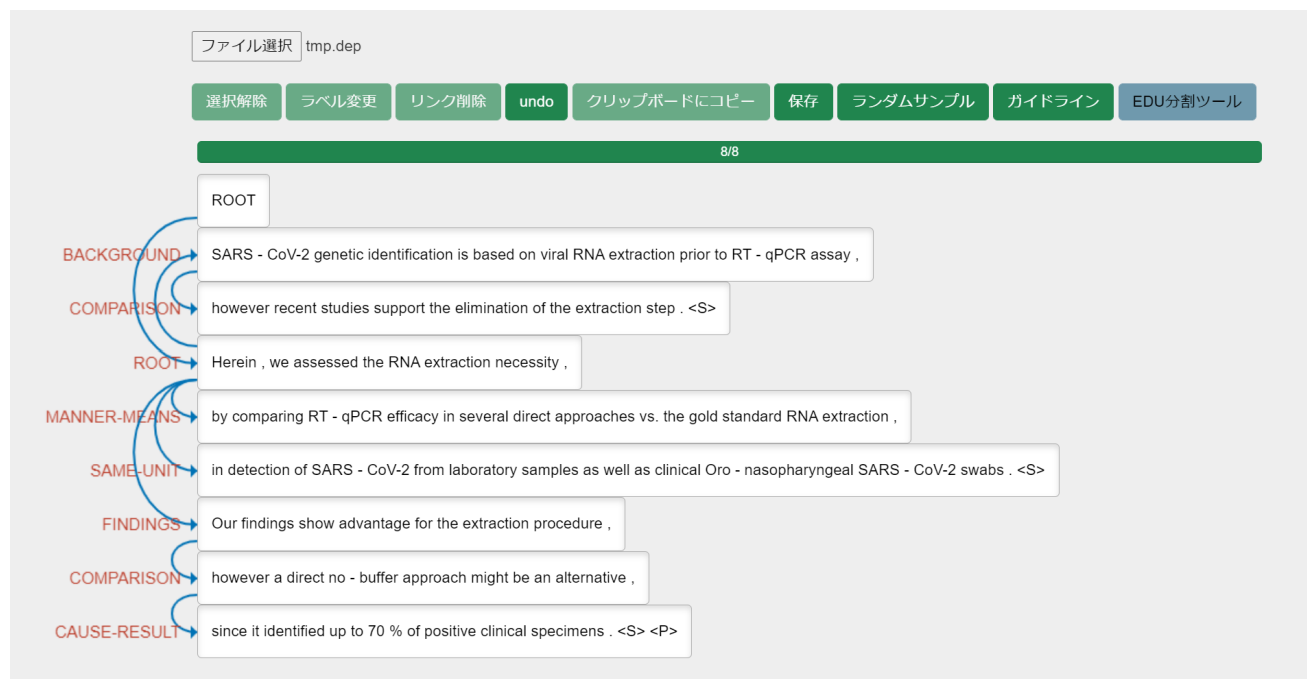 ファイル選択 tmp.dep
選択解除 ラベル変更 リンク削除 undo クリップボードにコピー 保存 ランダムサンプル ガイドライン EDU分割ツール
8/8
ROOT
BACKGROUND SARS - CoV-2 genetic identification is based on viral RNA extraction prior to RT - qPCR assay ,
COMPARISON however recent studies support the elimination of the extraction step . <S>
ROOT Herein , we assessed the RNA extraction necessity ,
MANNER-MEANS by comparing RT - qPCR efficacy in several direct approaches vs. the gold standard RNA extraction ,
SAME-UNIT in detection of SARS - CoV-2 from laboratory samples as well as clinical Oro - nasopharyngeal SARS - CoV-2 swabs . <S>
FINDINGS Our findings show advantage for the extraction procedure ,
COMPARISON however a direct no - buffer approach might be an alternative ,
CAUSE-RESULT since it identified up to 70 % of positive clinical specimens . <S> <P>